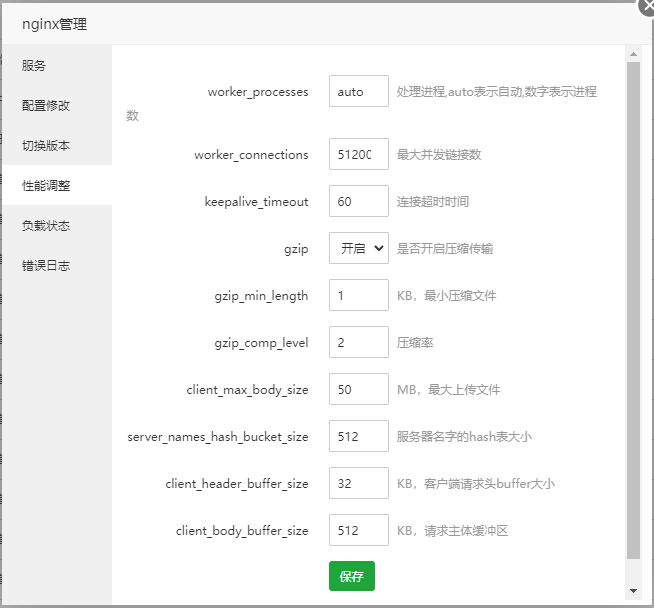 nginx管理
服务
配置修改
切换版本
性能调整
负载状态
错误日志
worker_processes auto 处理进程,auto表示自动,数字表示进程
数
worker_connections 51200 最大并发链接数
keepalive_timeout 60 连接超时时间
gzip 开启 是否开启压缩传输
gzip_min_length 1 KB，最小压缩文件
gzip_comp_level 2 压缩率
client_max_body_size 50 MB，最大上传文件
server_names_hash_bucket_size 512 服务器名字的hash表大小
client_header_buffer_size 32 KB，客户端请求头buffer大小
client_body_buffer_size 512 KB，请求主体缓冲区
保存